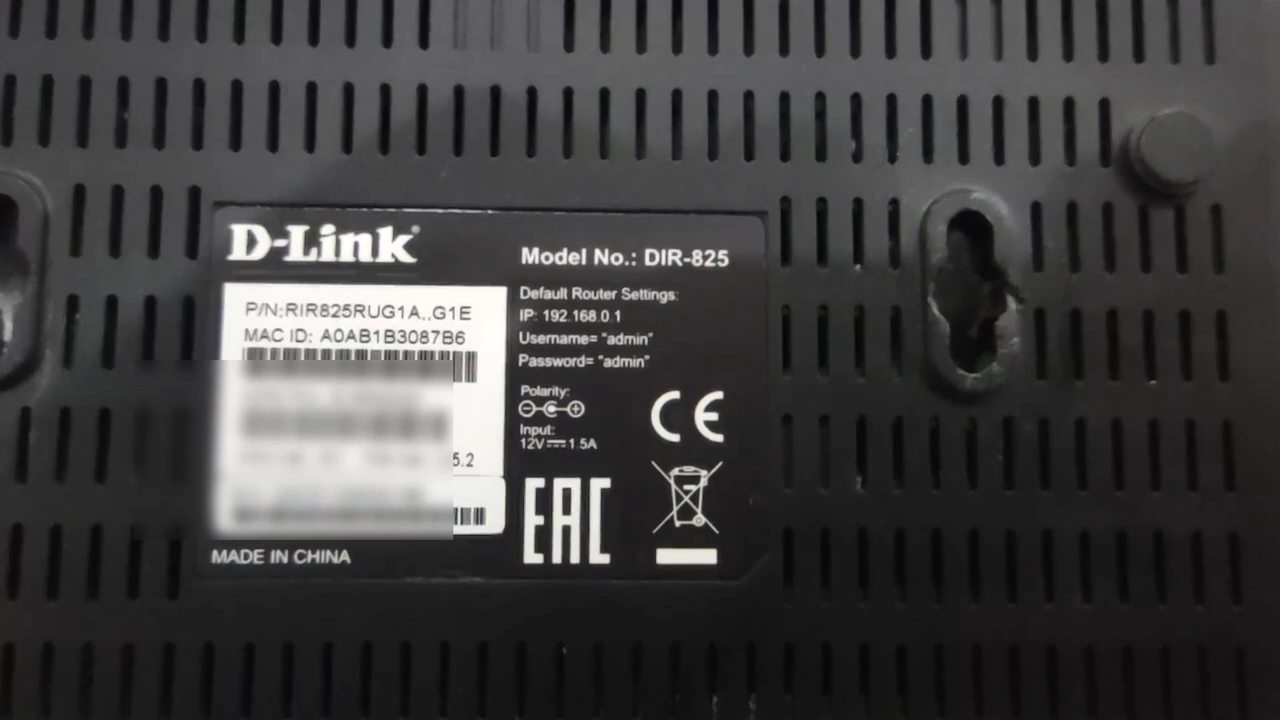 D-Link
P/N:RIR825RUG1A..G1E
MAC ID: A0AB1B3087B6
5.2
MADE IN CHINA
Model No.: DIR-825
Default Router Settings:
IP: 192.168.0.1
Username= "admin"
Password= "admin"
Polarity:
Input:
12V 1.5A
CE
EAC